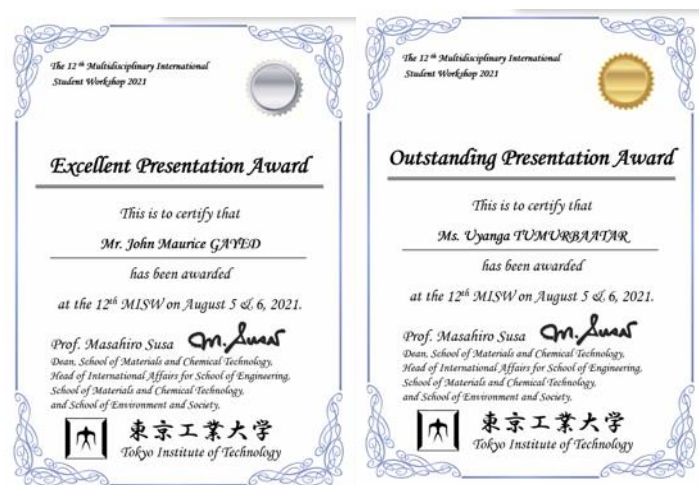 The 12th Multidisciplinary International
Student Workshop 2021
Excellent Presentation Award
This is to certify that
Mr. John Maurice GAYED
has been awarded
at the 12th MISW on August 5 & 6, 2021.
Prof. Masahiro Susa M. Susa
Dean, School of Materials and Chemical Technology,
Head of International Affairs for School of Engineering,
School of Materials and Chemical Technology,
and School of Environment and Society,
東京工業大学
Tokyo Institute of Technology
The 12th Multidisciplinary International
Student Workshop 2021
Outstanding Presentation Award
This is to certify that
Ms. Uyanga TUMURBAATAR
has been awarded
at the 12th MISW on August 5 & 6, 2021.
Prof. Masahiro Susa M. Susa
Dean, School of Materials and Chemical Technology,
Head of International Affairs for School of Engineering,
School of Materials and Chemical Technology,
and School of Environment and Society,
東京工業大学
Tokyo Institute of Technology